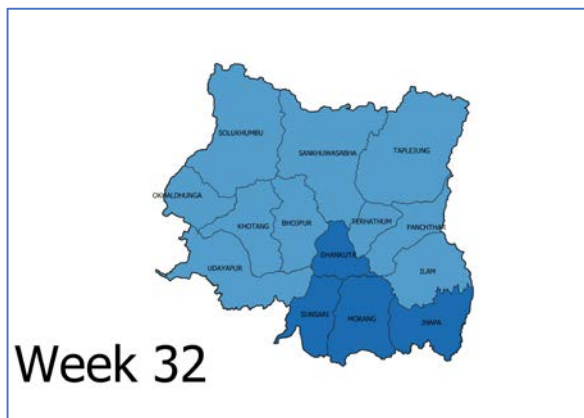 SOLUKHUMBU
TAPLEJUNG
SANKHUWASABHA
OKHALDHUNGA
KHOTANG
BHOJPUR
TERHATHUM
PANCHTHAR
DHANKUTA
UDAYAPUR
ILAM
SUNSARI
MORANG
JHAPA
Week 32